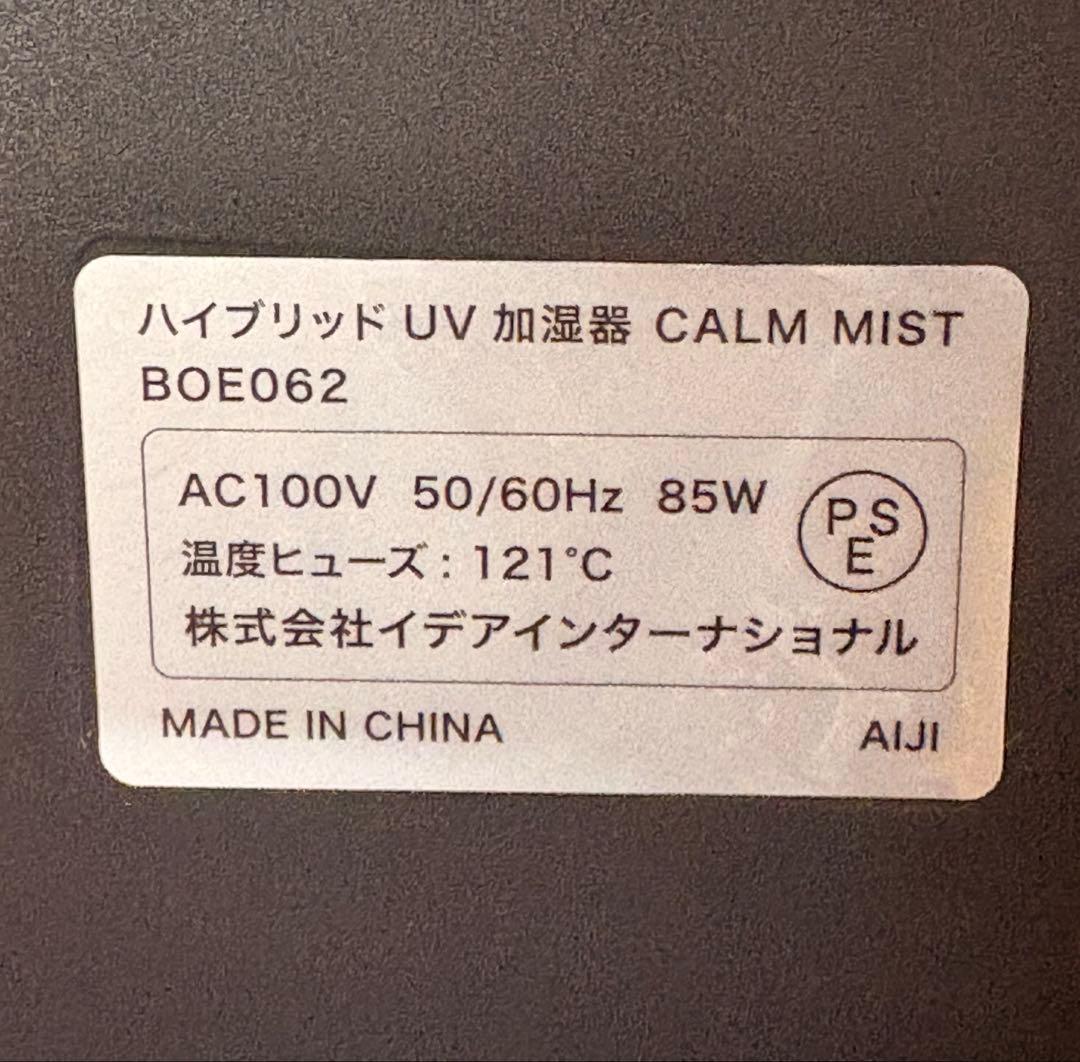 ハイブリッド UV 加湿器 CALM MIST
BOE062
AC100V 50/60Hz 85W
PSE
温度ヒューズ : 121℃
株式会社イデアインターナショナル
MADE IN CHINA
AIJI